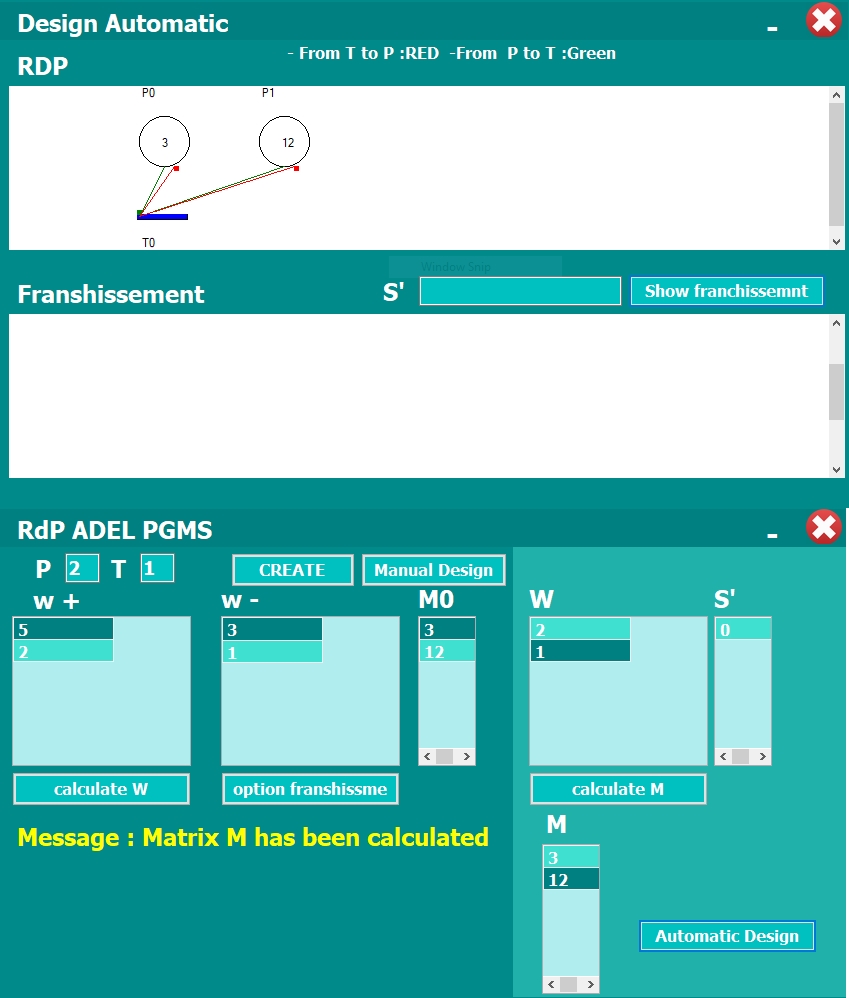 Design Automatic
- From T to P :RED -From P to T :Green
RDP
P0 P1
3 12
T0
Window Snip
Franshissement S' Show franchissemnt
RdP ADEL PGMS
P 2 T 1 CREATE Manual Design
w + w - M0 W S'
5 3 3 2 0
2 1 12 1
calculate W option franshissme calculate M
Message : Matrix M has been calculated
M
3
12
Automatic Design